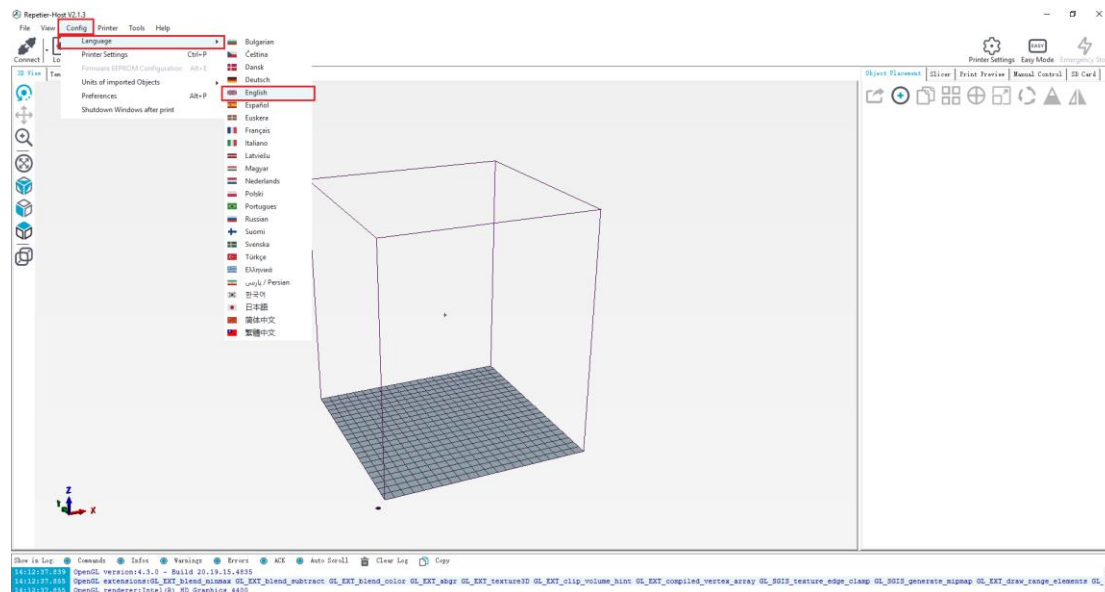 Repetier-Host V2.1.3
File View Config Printer Tools Help
Connect Lo
Printer Settings Easy Mode Emergency Sto
Language
Printer Settings Ctrl+P
Firmware EEPROM Configuration Alt+E
Units of imported Objects
Preferences Alt+P
Shutdown Windows after print
Bulgarian
Čeština
Dansk
Deutsch
English
Español
Euskera
Français
Italiano
Latviešu
Magyar
Nederlands
Polski
Portugues
Russian
Suomi
Svenska
Türkçe
Ελληνικά
پارسی / Persian
한국어
日本語
简体中文
繁體中文
3D View Tem
Object Placement Slicer Print Preview Manual Control SD Card
Z
Y
X
Show in Log: Commands Infos Warnings Errors ACK Auto Scroll Clear Log Copy
14:12:37.839 OpenGL version:4.3.0 - Build 20.19.15.4835
14:12:37.855 OpenGL extensions:GL_EXT_blend_minmax GL_EXT_blend_subtract GL_EXT_blend_color GL_EXT_abgr GL_EXT_texture3D GL_EXT_clip_volume_hint GL_EXT_compiled_vertex_array GL_SGIS_texture_edge_clamp GL_SGIS_generate_mipmap GL_EXT_draw_range_elements GL_
14:12:37.855 OpenGL renderer:Intel(R) HD Graphics 4400